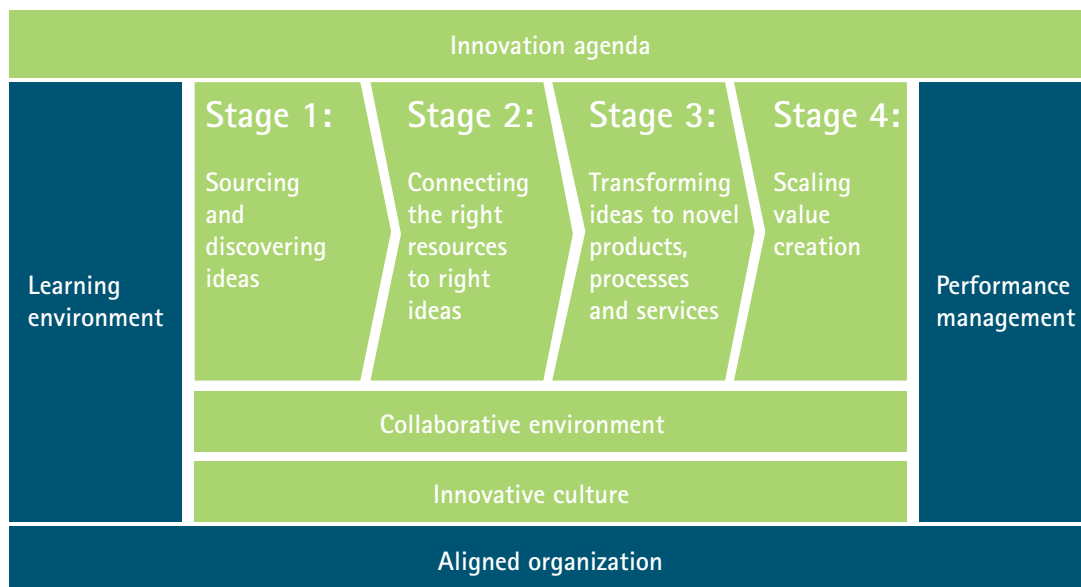 Innovation agenda
Learning
environment
Stage 1:
Sourcing
and
discovering
ideas
Stage 2:
Connecting
the right
resources
to right
ideas
Stage 3:
Transforming
ideas to novel
products,
processes
and services
Stage 4:
Scaling
value
creation
Performance
management
Collaborative environment
Innovative culture
Aligned organization